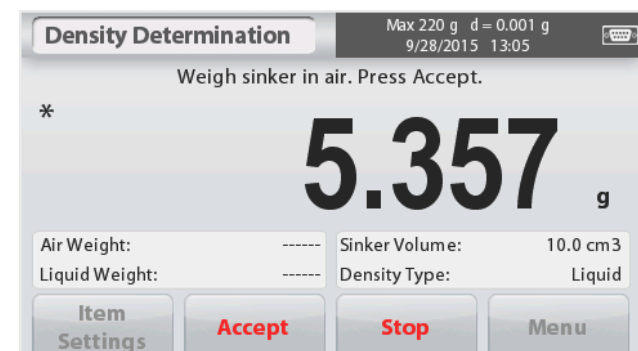 Density Determination
Max 220 g d = 0.001 g
9/28/2015 13:05
Weigh sinker in air. Press Accept.
*
5.357 g
Air Weight: ------ Sinker Volume: 10.0 cm3
Liquid Weight: ------ Density Type: Liquid
Item Settings Accept Stop Menu